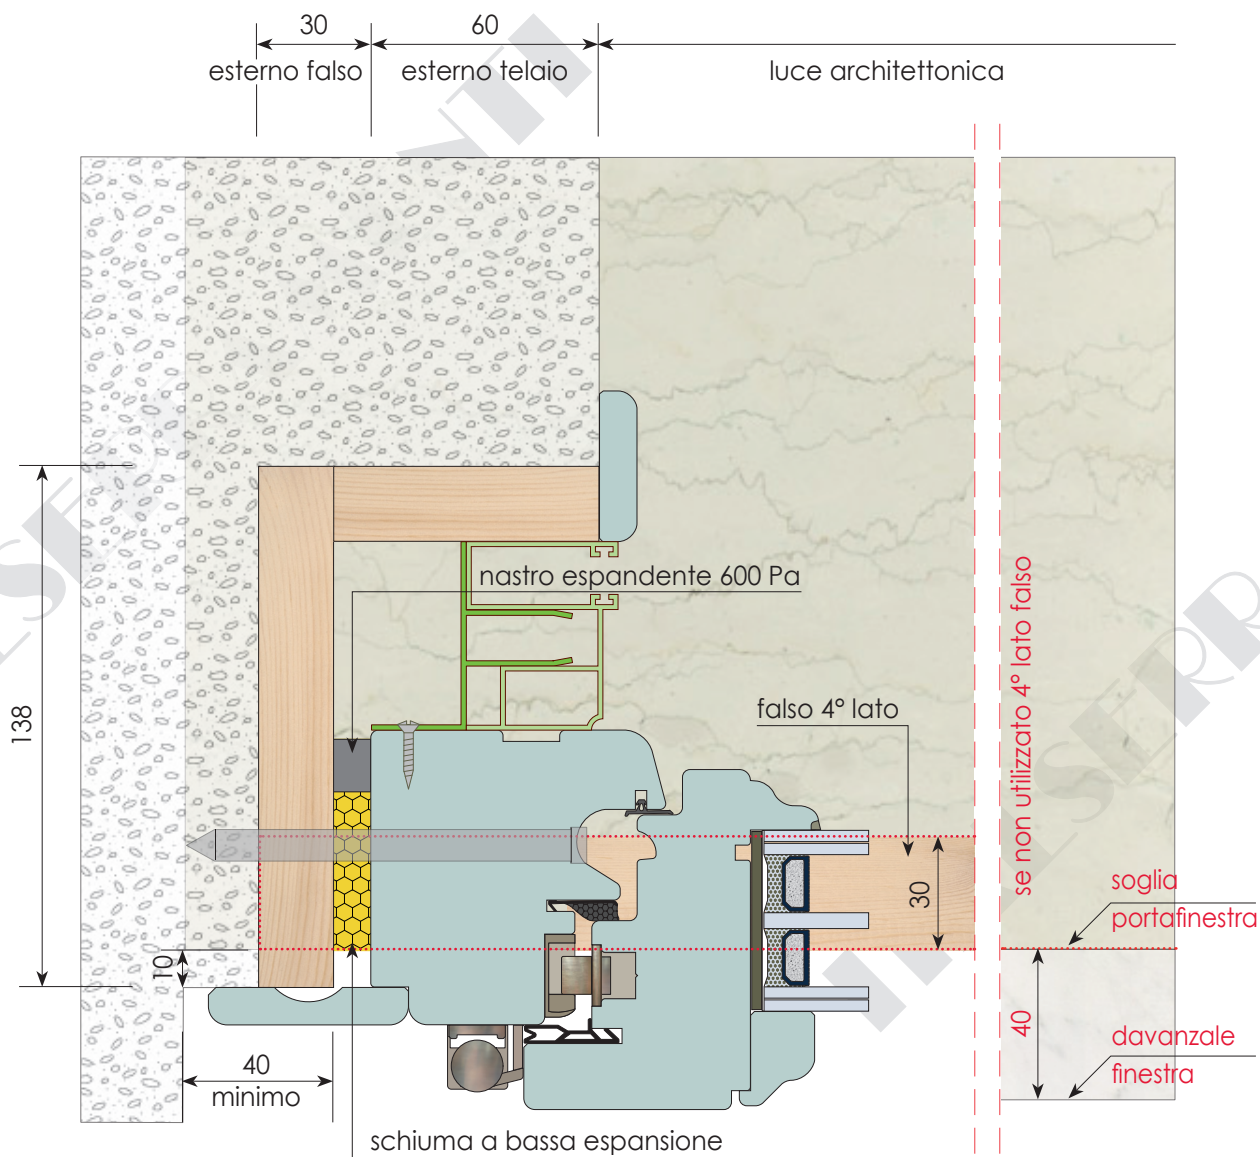 30
60
esterno falso
esterno telaio
luce architettonica
nastro espandente 600 Pa
138
falso 4° lato
se non utilizzato 4° lato falso
30
soglia
portafinestra
10
40
davanzale
finestra
40
minimo
schiuma a bassa espansione